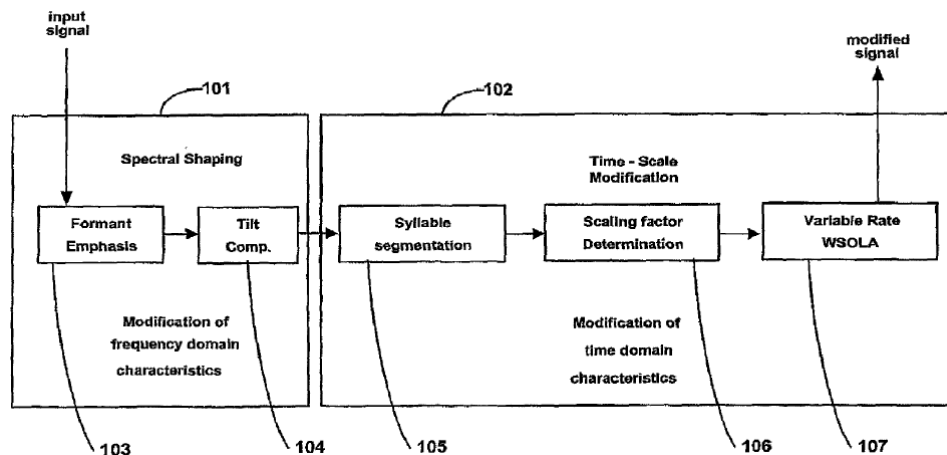 input
signal
modified
signal
101
102
Spectral Shaping
Time - Scale
Modification
Formant
Emphasis
Tilt
Comp.
Syllable
segmentation
Scaling factor
Determination
Variable Rate
WSOLA
Modification of
frequency domain
characteristics
Modification of
time domain
characteristics
103
104
105
106
107